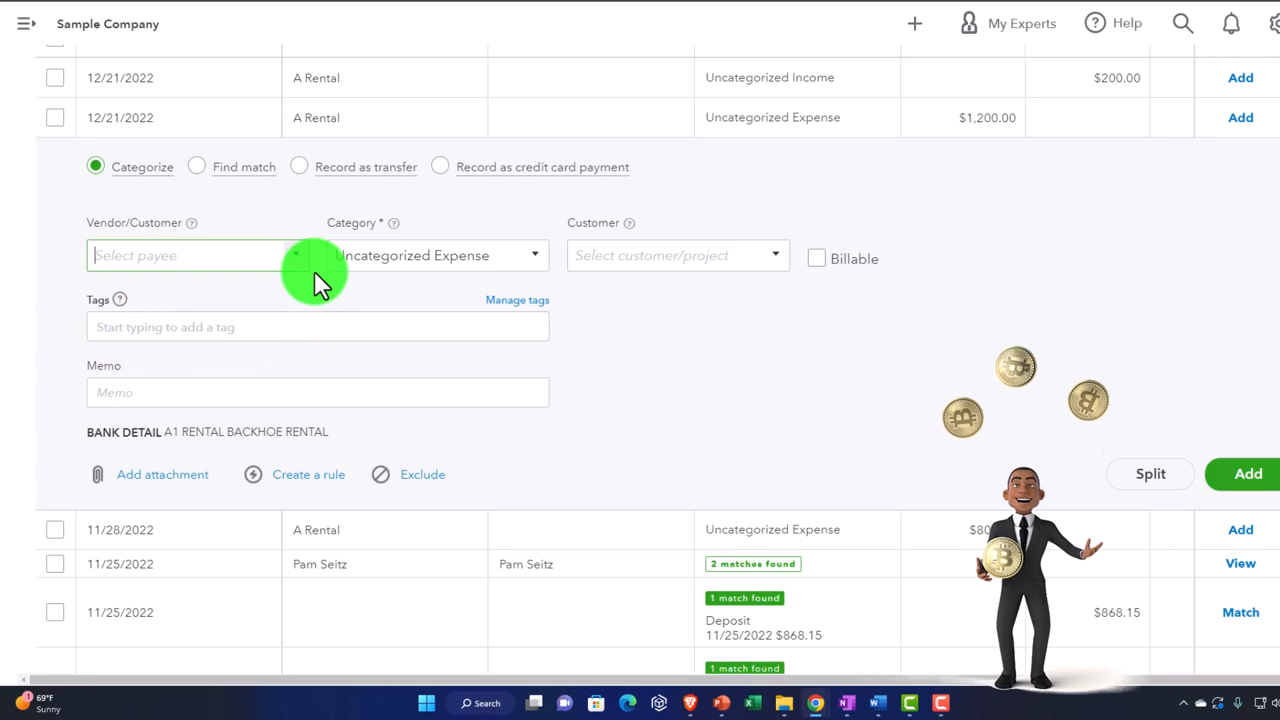 Sample Company
My Experts
Help
12/21/2022 A Rental Uncategorized Income $200.00 Add
12/21/2022 A Rental Uncategorized Expense $1,200.00 Add
Categorize Find match Record as transfer Record as credit card payment
Vendor/Customer ? Category * ? Customer ?
Select payee Uncategorized Expense Select customer/project Billable
Tags ? Manage tags
Start typing to add a tag
Memo
Memo
BANK DETAIL A1 RENTAL BACKHOE RENTAL
Add attachment Create a rule Exclude Split Add
11/28/2022 A Rental Uncategorized Expense Add
11/25/2022 Pam Seitz Pam Seitz 2 matches found View
1 match found
11/25/2022 $868.15 Match
Deposit
11/25/2022 $868.15
1 match found
69°F
Sunny
Search